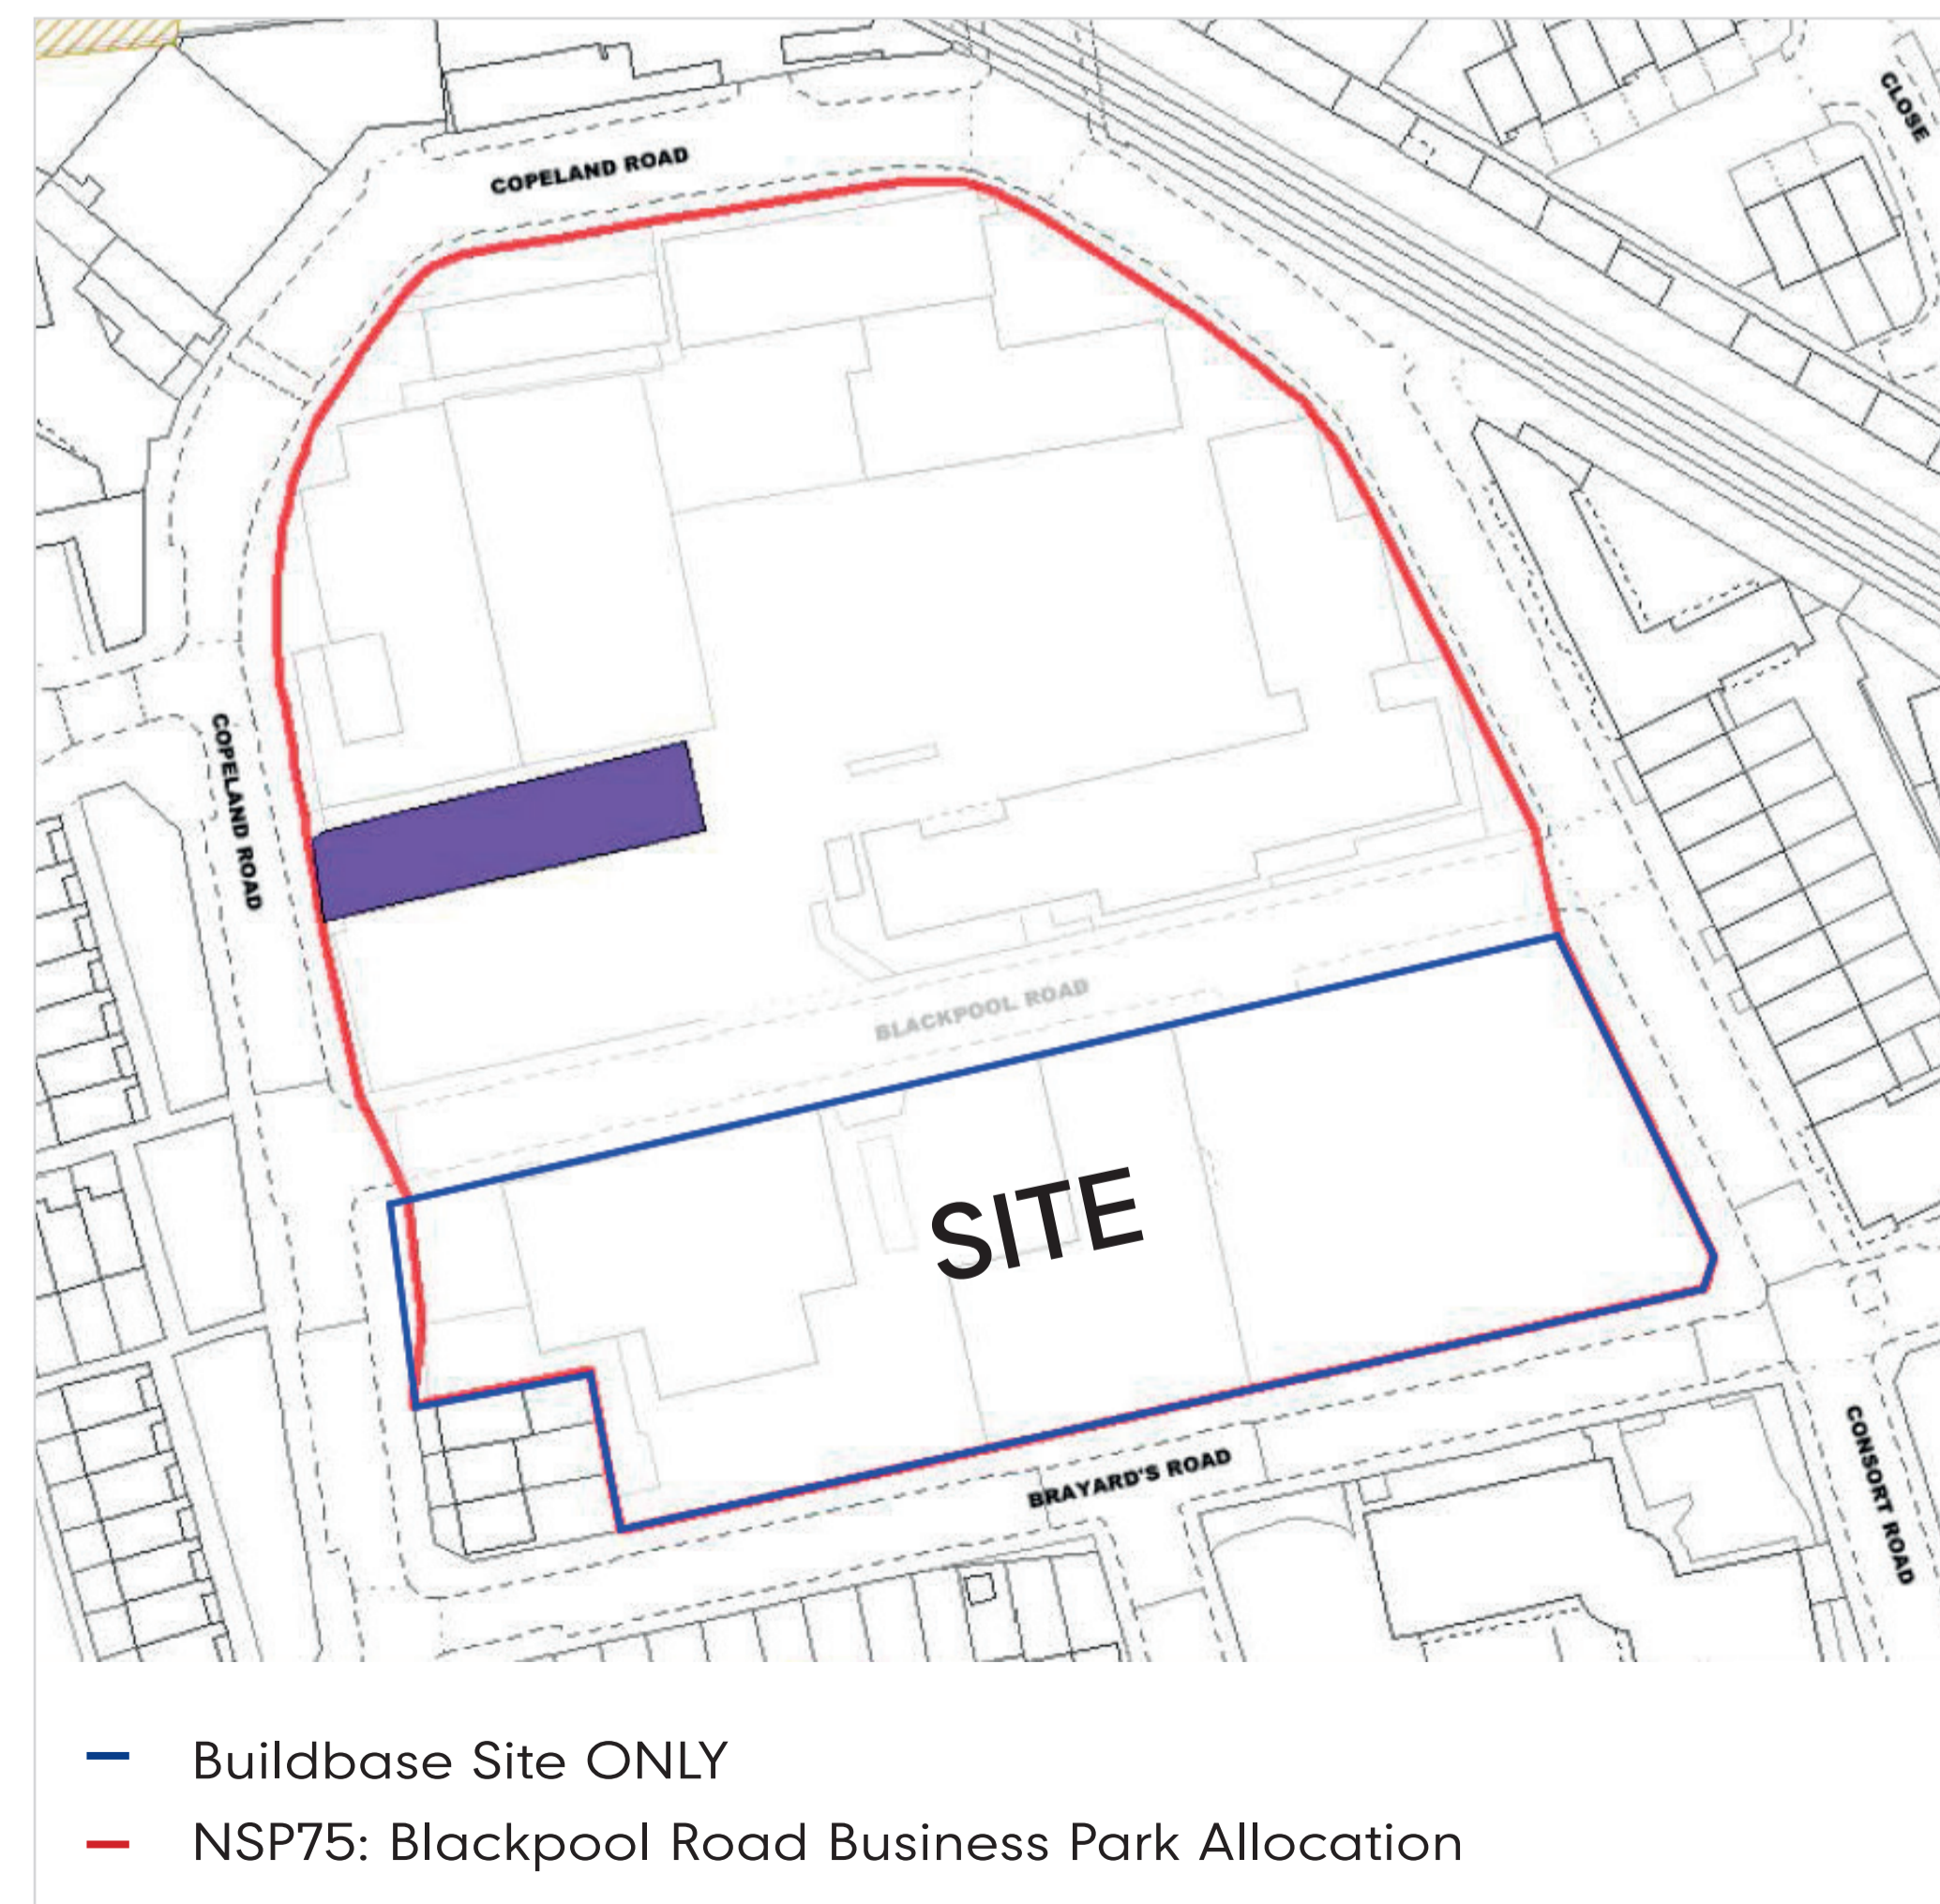 CLOSE
COPELAND ROAD
COPELAND ROAD
BLACKPOOL ROAD
SITE
BRAYARD'S ROAD
CONSORT ROAD
Buildbase Site ONLY
NSP75: Blackpool Road Business Park Allocation